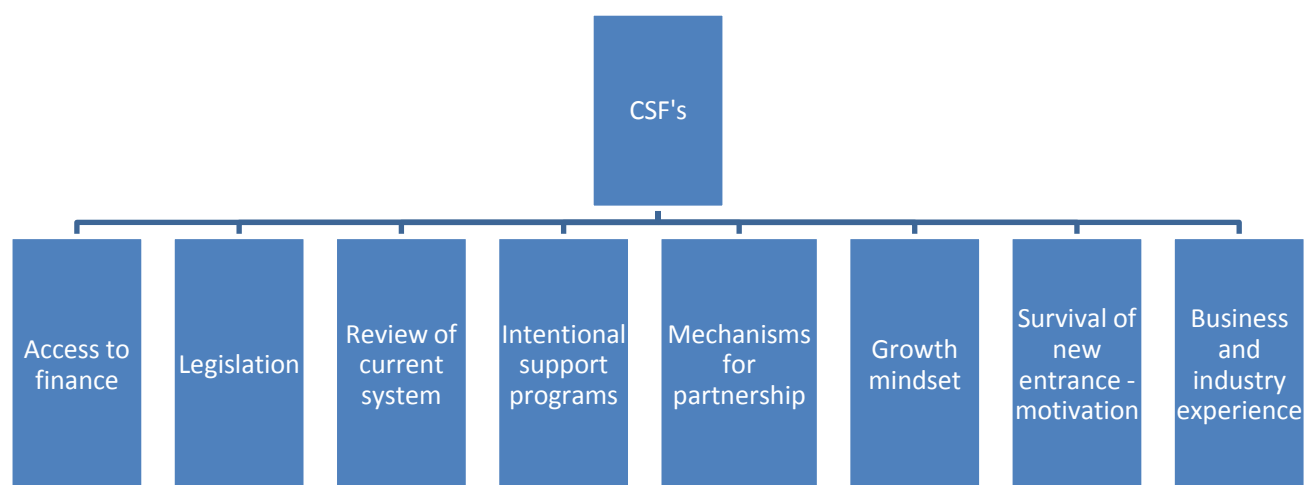 CSF's
Access to
finance
Legislation
Review of
current
system
Intentional
support
programs
Mechanisms
for
partnership
Growth
mindset
Survival of
new
entrance -
motivation
Business
and
industry
experience